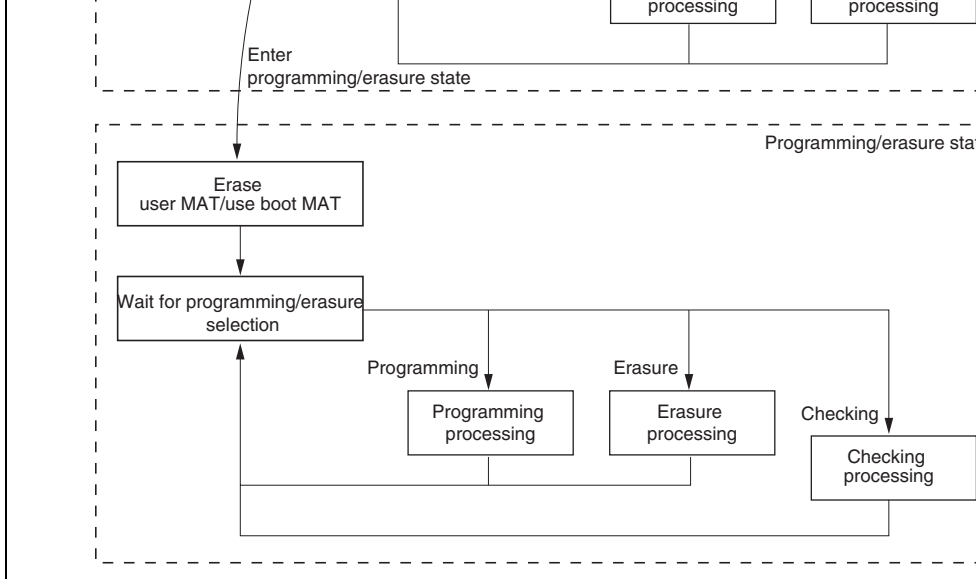 processing
processing
Enter
programming/erasure state
Programming/erasure
Erase
user MAT/use boot MAT
Wait for programming/erasure
selection
Programming
Erasure
Programming
processing
Erasure
processing
Checking
Checking
processing